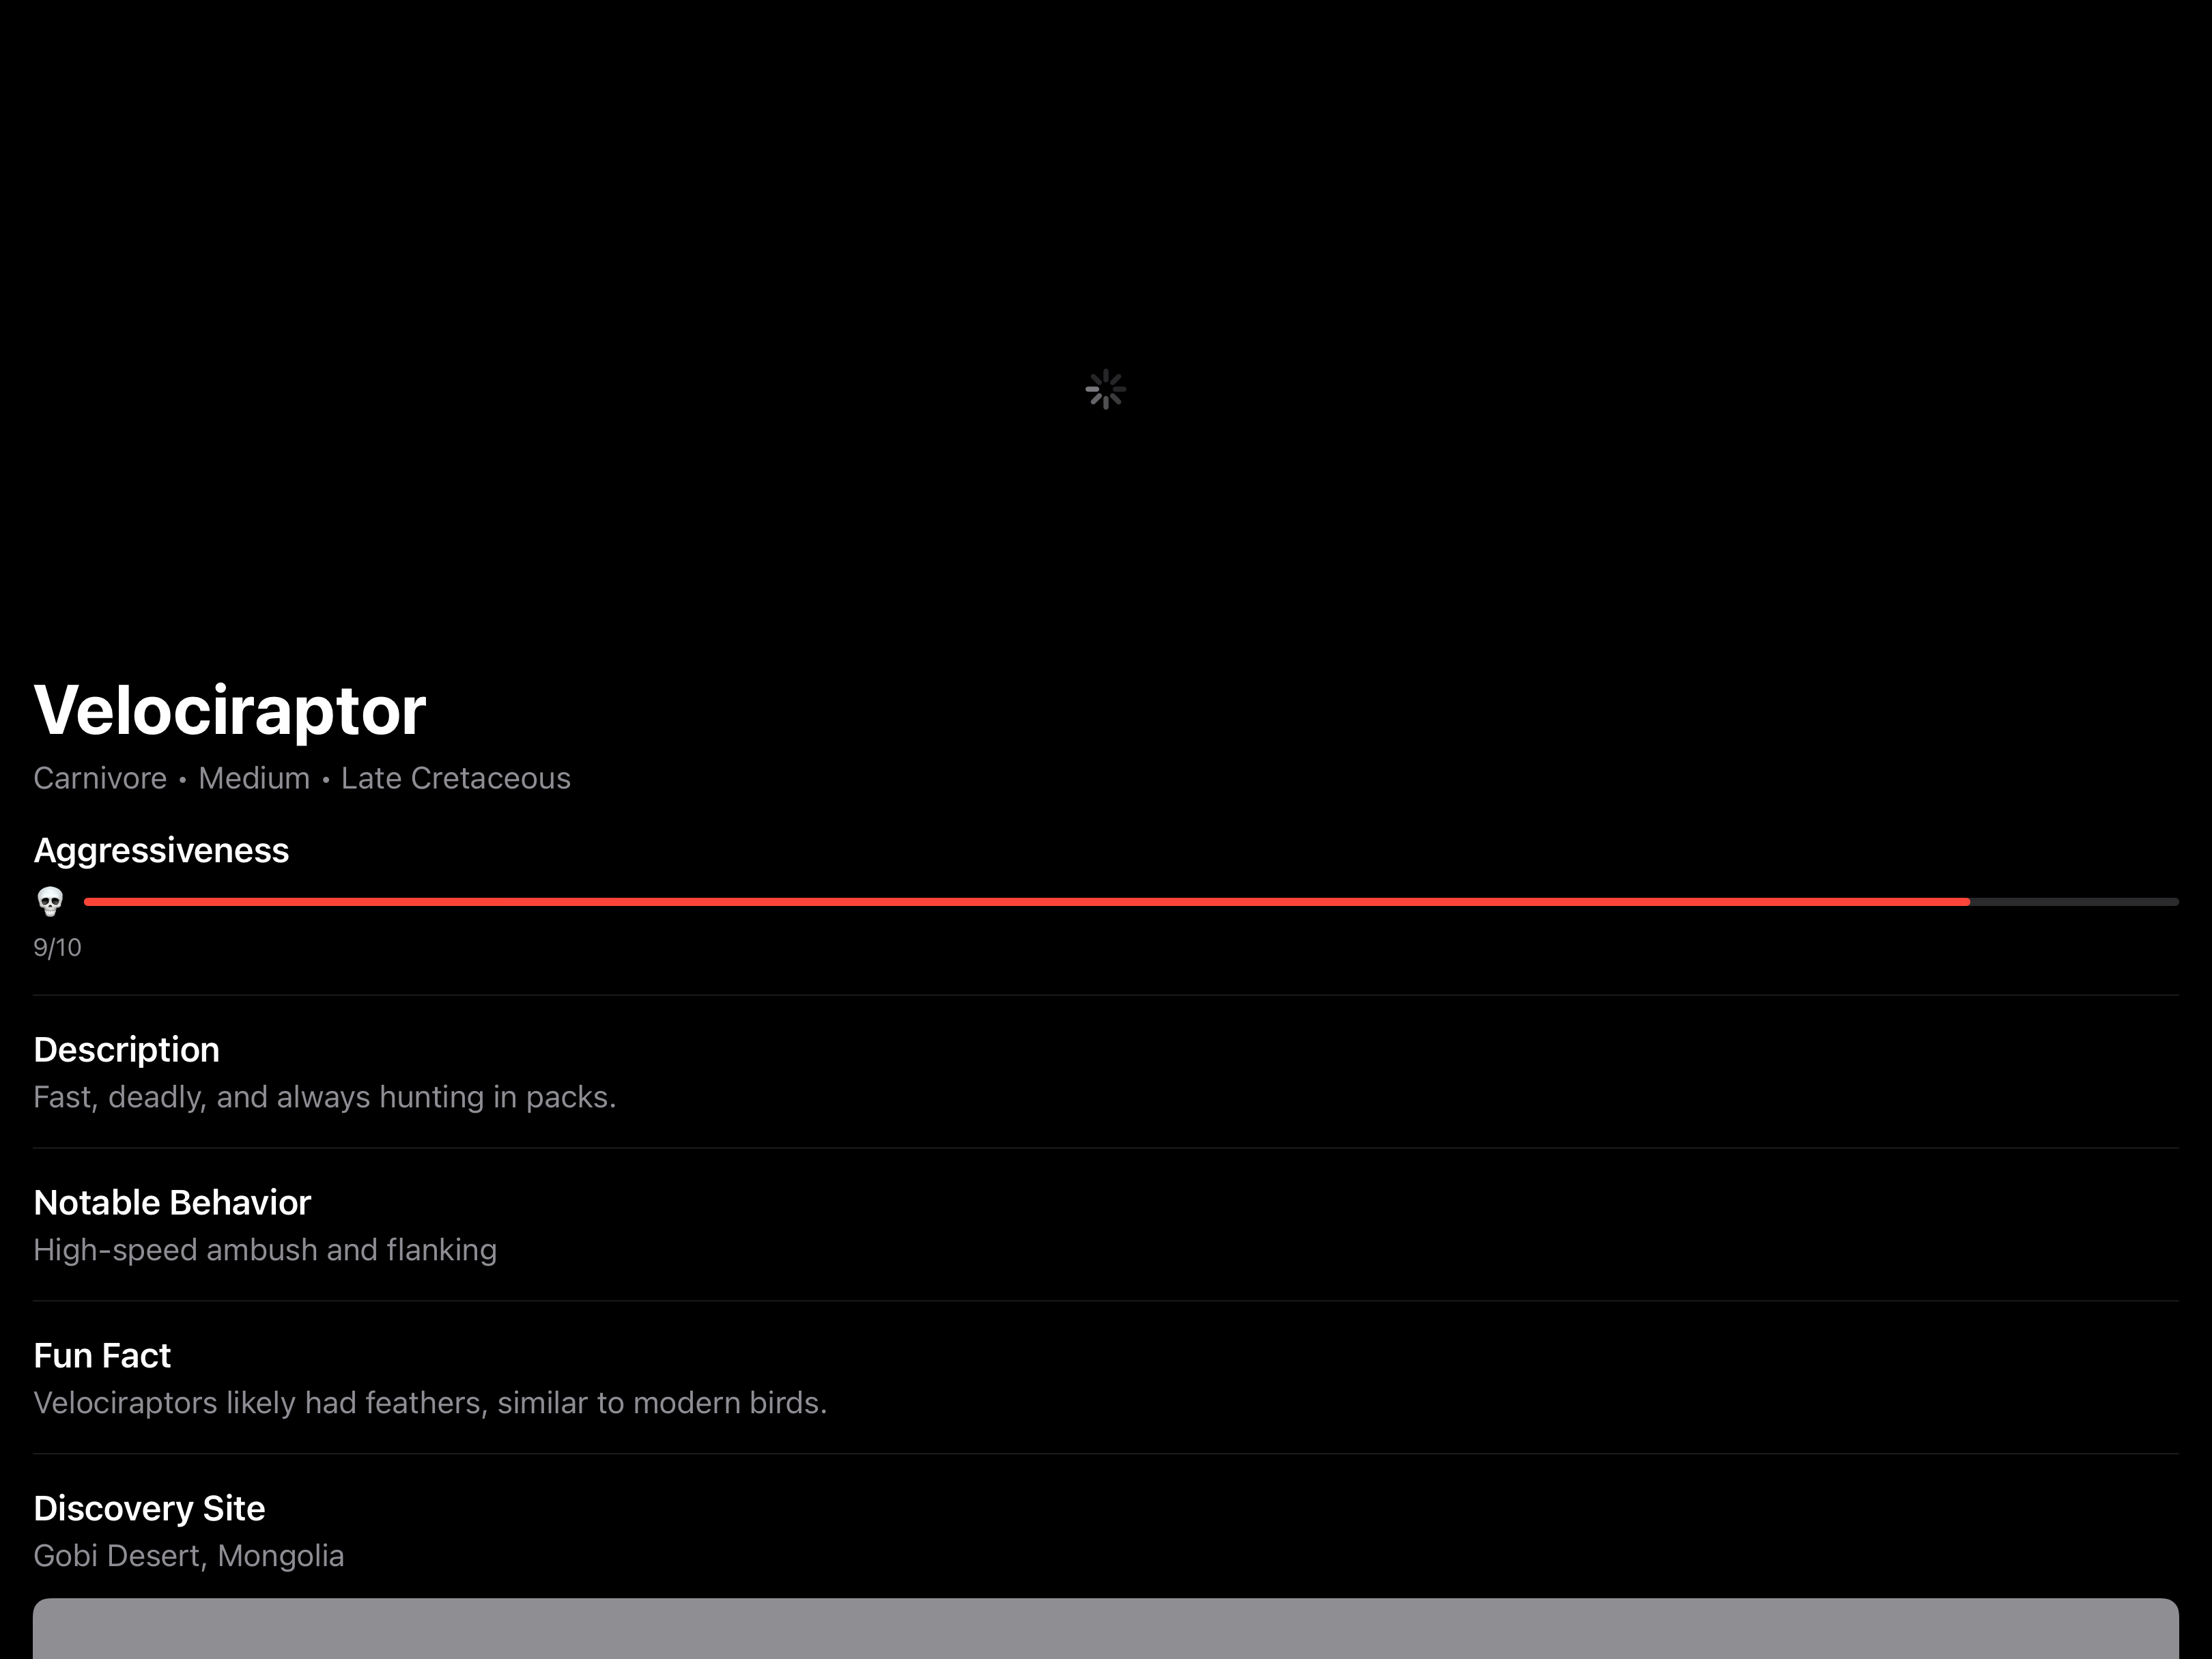 Velociraptor
Carnivore • Medium • Late Cretaceous
Aggressiveness
9/10
Description
Fast, deadly, and always hunting in packs.
Notable Behavior
High-speed ambush and flanking
Fun Fact
Velociraptors likely had feathers, similar to modern birds.
Discovery Site
Gobi Desert, Mongolia